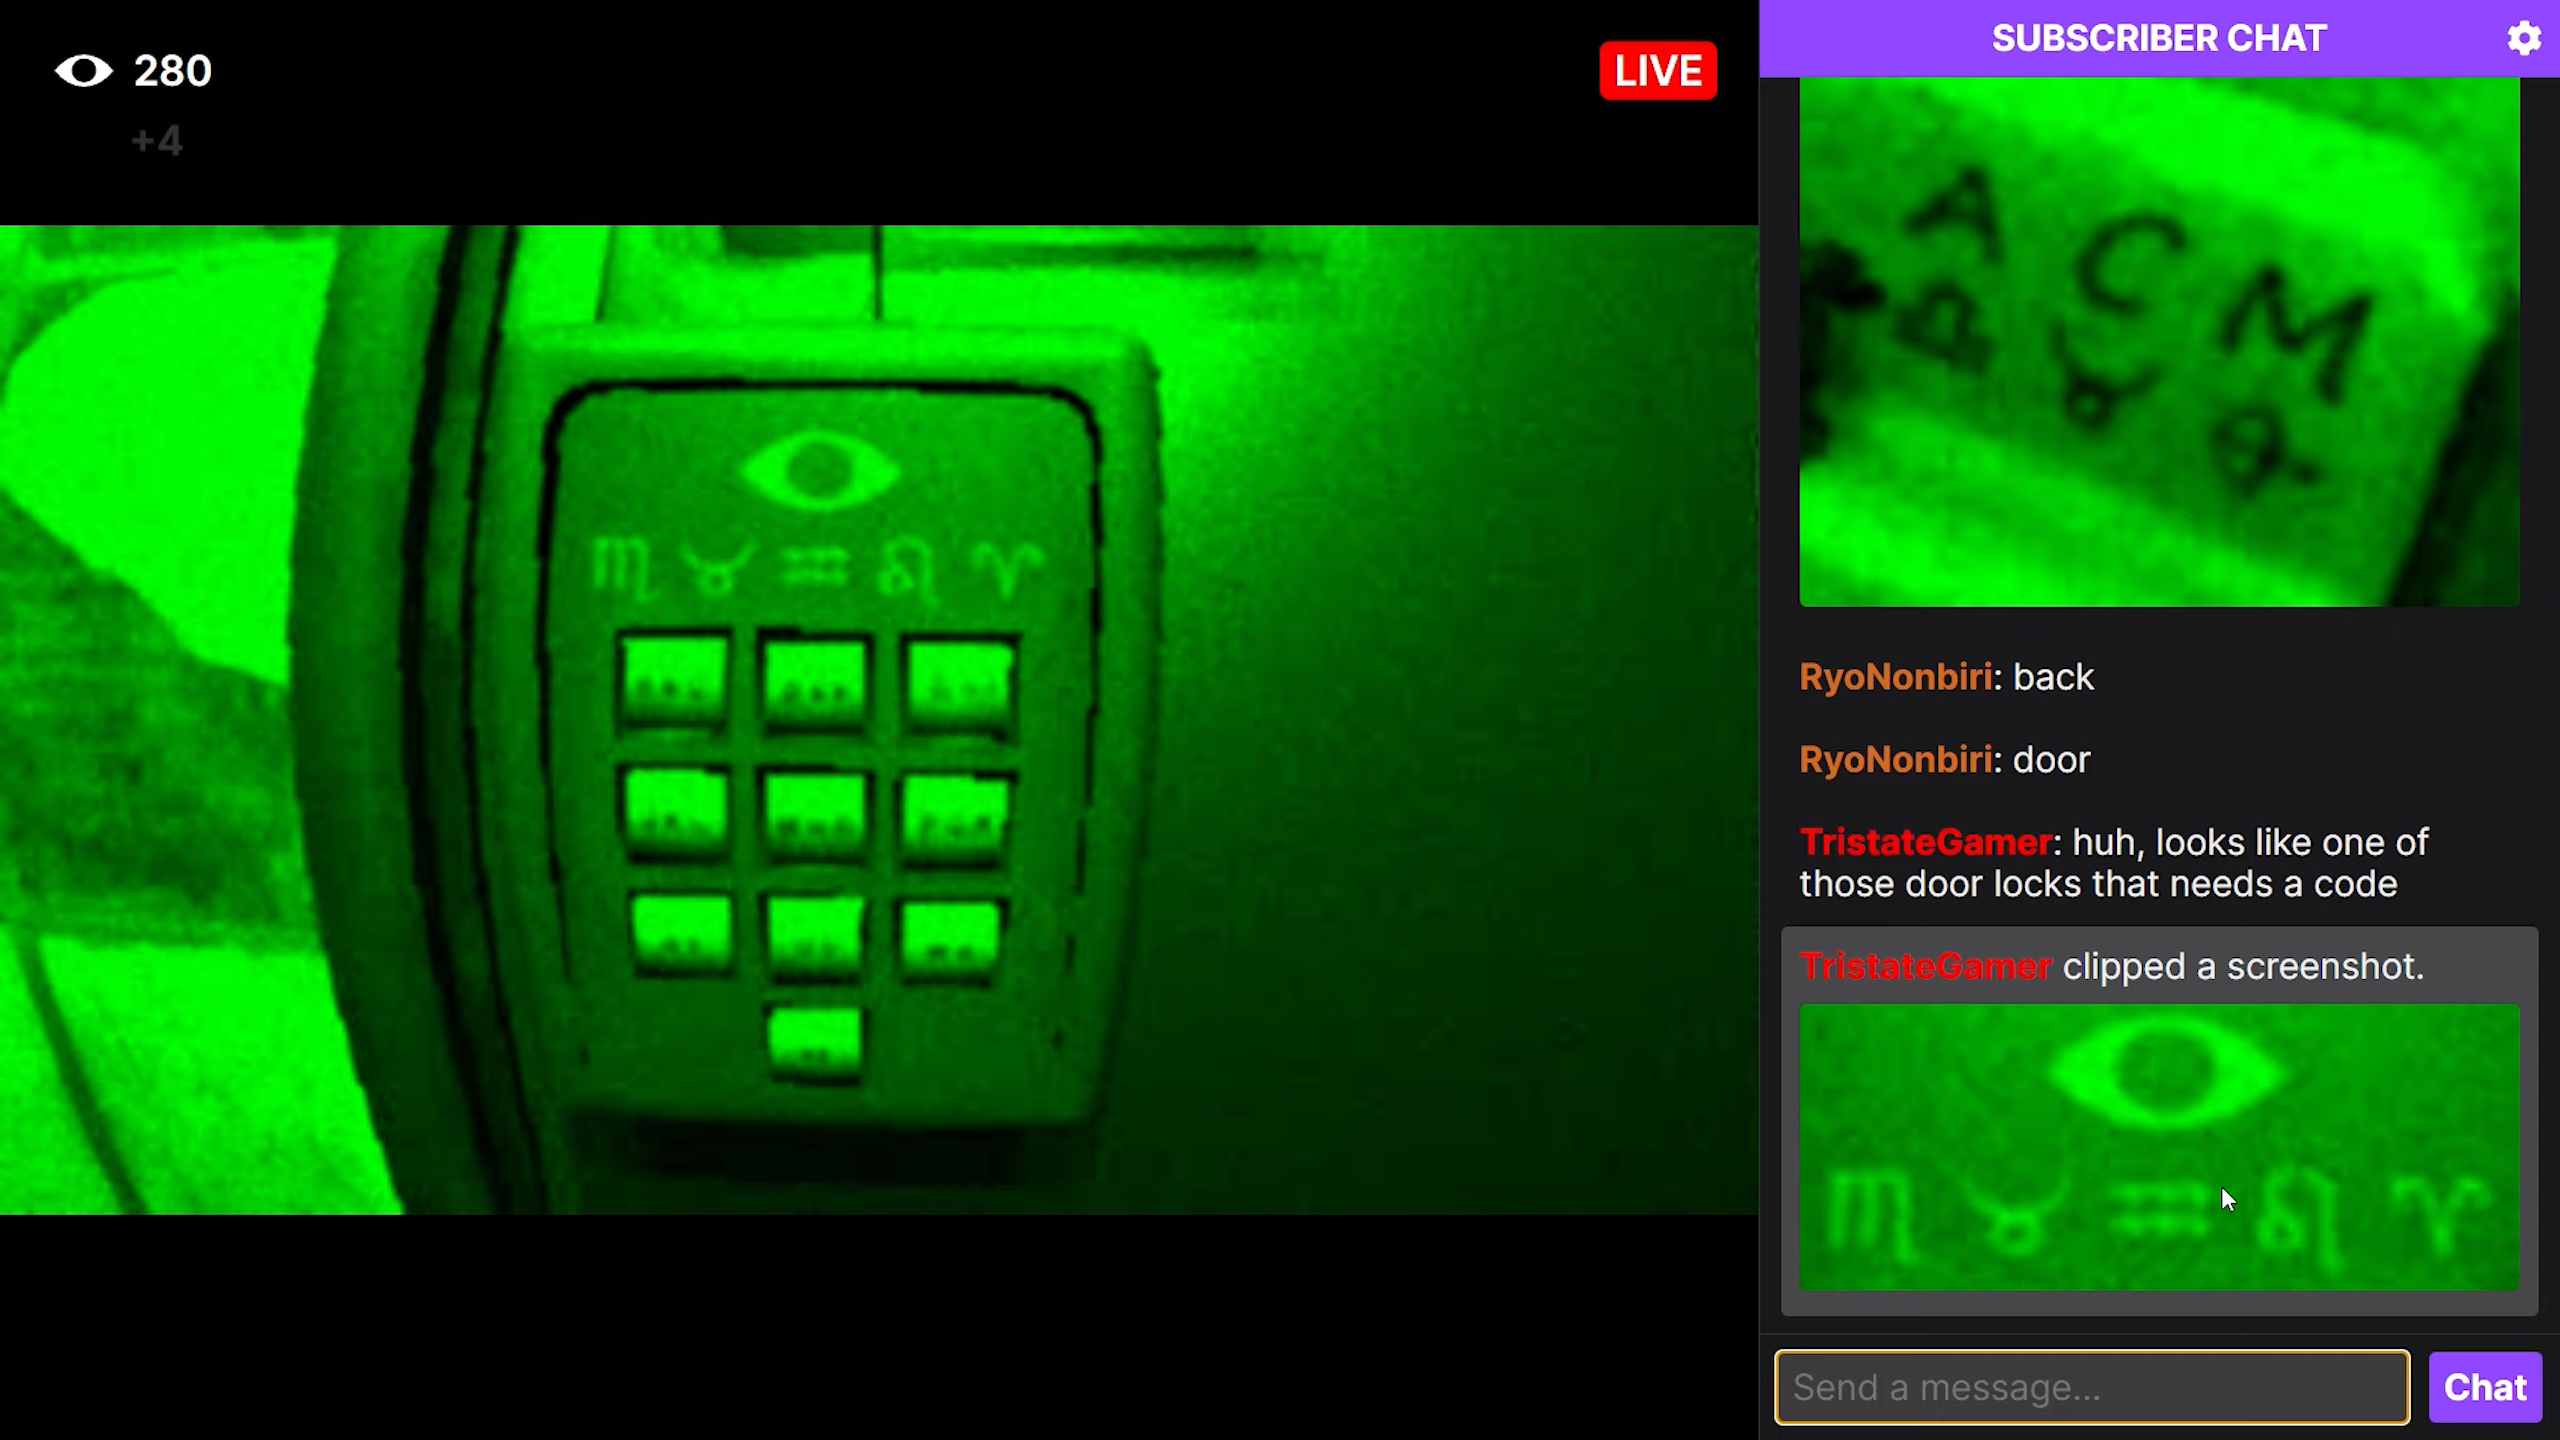 280
+4
LIVE
♏ ♉ ♒ ♌ ♈
SUBSCRIBER CHAT
A C M
♉
RyoNonbiri: back
RyoNonbiri: door
TristateGamer: huh, looks like one of
those door locks that needs a code
TristateGamer clipped a screenshot.
♏ ♉ ♒ ♌ ♈
Send a message...
Chat